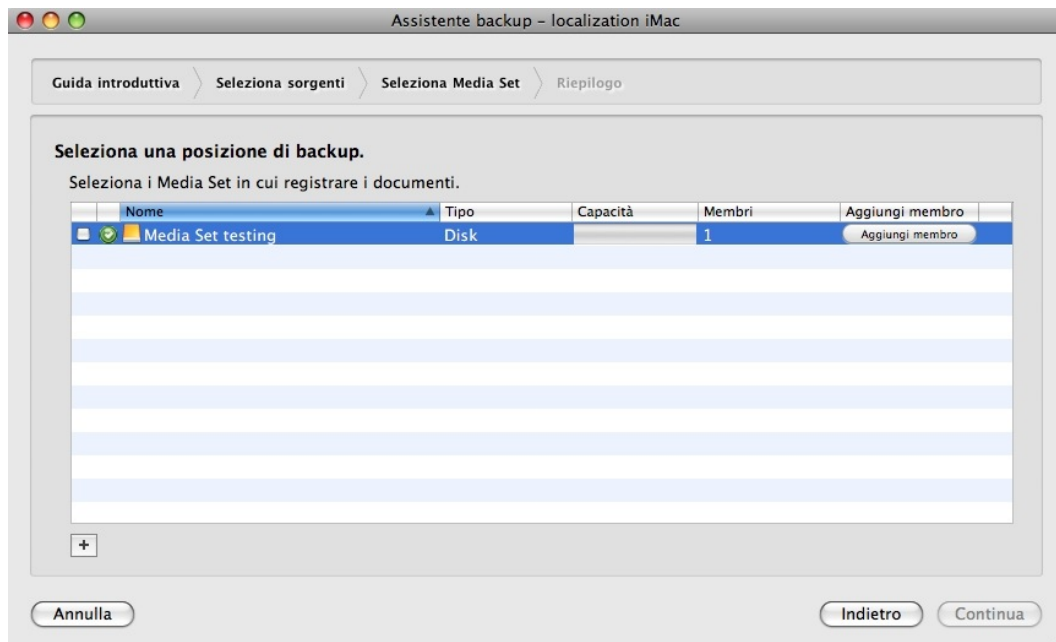 Assistente backup – localization iMac
Guida introduttiva Seleziona sorgenti Seleziona Media Set Riepilogo
Seleziona una posizione di backup.
Seleziona i Media Set in cui registrare i documenti.
Nome Tipo Capacità Membri Aggiungi membro
Media Set testing Disk 1 Aggiungi membro
+
Annulla Indietro Continua